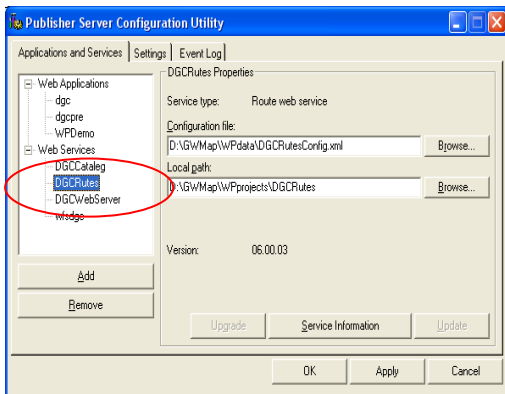 Publisher Server Configuration Utility
Applications and Services
Settings
Event Log
Web Applications
dgc
dgcpre
WPDemo
Web Services
DGCCataleg
DGCRutes
DGCWebServer
wfsdgc
Add
Remove
DGCRutes Properties
Service type: Route web service
Configuration file:
D:\GWMap\WPdata\DGCRutesConfig.xml
Browse...
Local path:
D:\GWMap\WPprojects\DGCRutes
Browse...
Version: 06.00.03
Upgrade
Service Information
Update
OK
Apply
Cancel